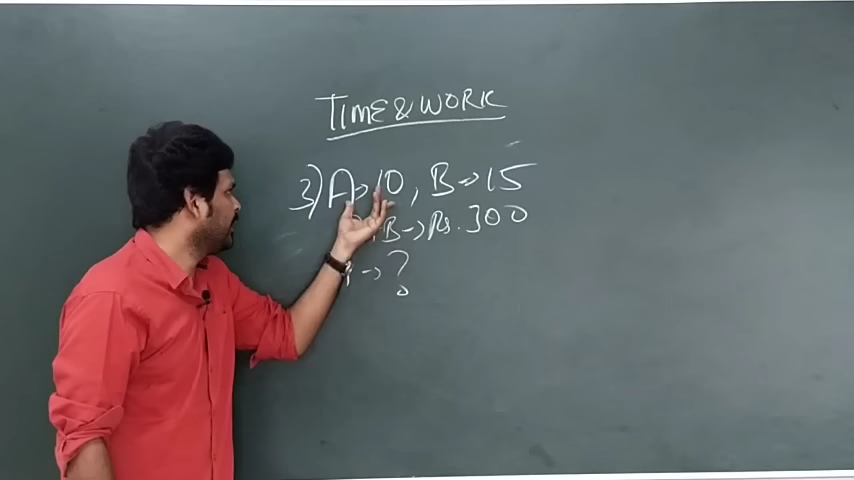 TIME & WORK
3) A → 10, B → 15
, B → Rs. 300
→ ?